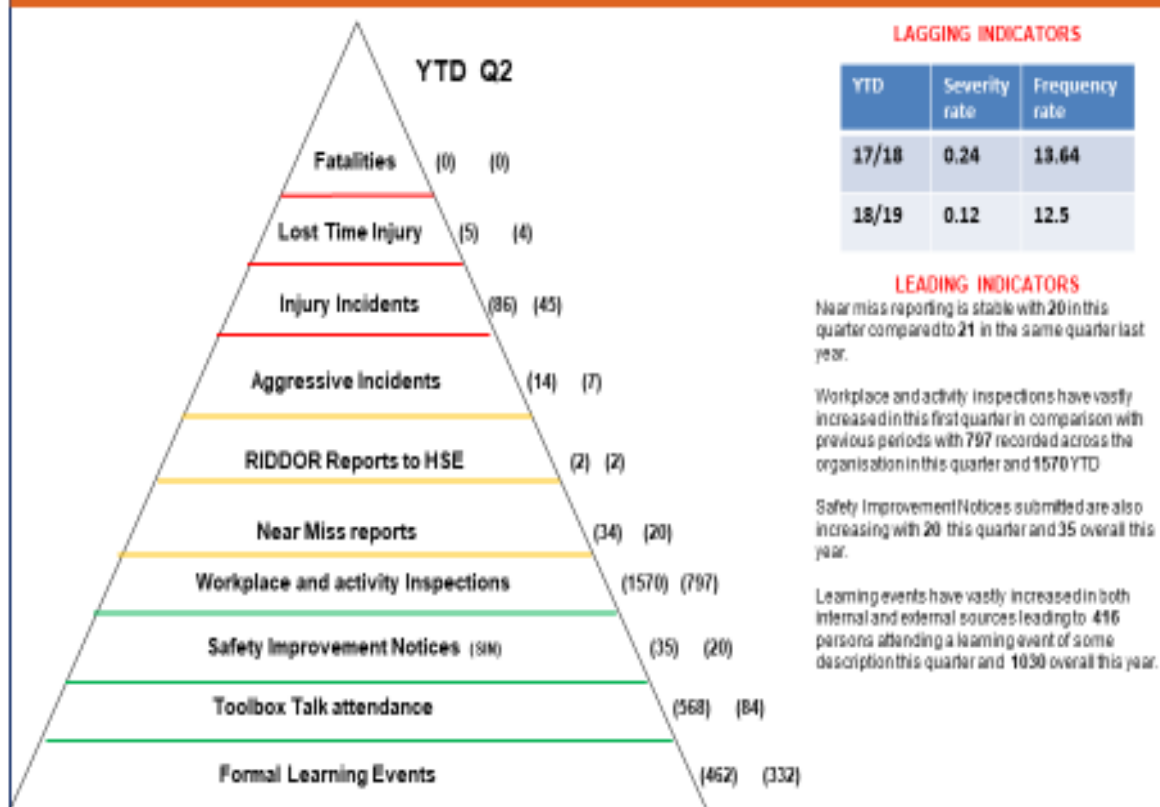 YTD Q2
Fatalities (0) (0)
Lost Time Injury (5) (4)
Injury Incidents (86) (45)
Aggressive Incidents (14) (7)
RIDDOR Reports to HSE (2) (2)
Near Miss reports (34) (20)
Workplace and activity Inspections (1570) (797)
Safety Improvement Notices (SIN) (35) (20)
Toolbox Talk attendance (568) (84)
Formal Learning Events (462) (332)
LAGGING INDICATORS
YTD Severity rate Frequency rate
17/18 0.24 13.64
18/19 0.12 12.5
LEADING INDICATORS
Near miss reporting is stable with 20 in this
quarter compared to 21 in the same quarter last
year.
Workplace and activity inspections have vastly
increased in this first quarter in comparison with
previous periods with 797 recorded across the
organisation in this quarter and 1570 YTD
Safety Improvement Notices submitted are also
increasing with 20 this quarter and 35 overall this
year.
Learning events have vastly increased in both
internal and external sources leading to 416
persons attending a learning event of some
description this quarter and 1030 overall this year.